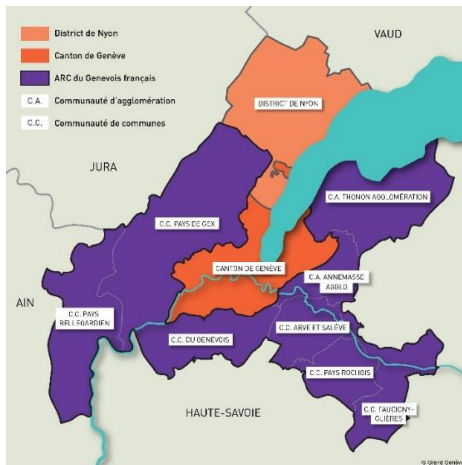 District de Nyon
Canton de Genève
ARC du Genevois français
C.A. Communauté d'agglomération
C.C. Communauté de communes
VAUD
DISTRICT DE NYON
JURA
C.A. THONON AGGLOMÉRATION
C.C. PAYS DE GEX
CANTON DE GENÈVE
C.A. ANNEMASSE
AGGLO
AIN
C.C. PAYS
BELLEGARDIEN
C.C. ARVE ET SALÈVE
C.C. DU GENEVOIS
C.C. PAYS ROCHOIS
HAUTE-SAVOIE
C.C. FAUCIGNY-
GLIÈRES
© Grand Genève